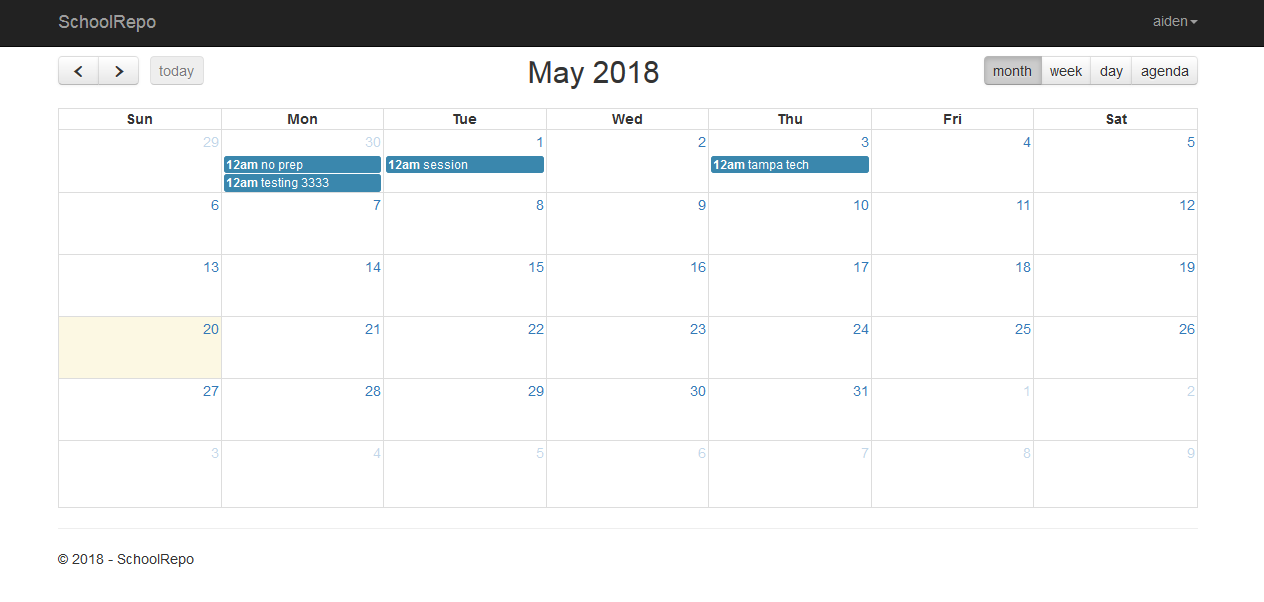 SchoolRepo aiden
today May 2018 month week day agenda
Sun Mon Tue Wed Thu Fri Sat
29 30 1 2 3 4 5
12am no prep 12am session 12am tampa tech
12am testing 3333
6 7 8 9 10 11 12
13 14 15 16 17 18 19
20 21 22 23 24 25 26
27 28 29 30 31 1 2
3 4 5 6 7 8 9
© 2018 - SchoolRepo